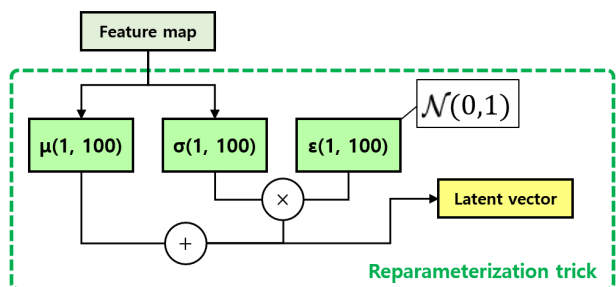 Feature map
𝒩(0,1)
μ(1, 100)
σ(1, 100)
ε(1, 100)
×
Latent vector
+
Reparameterization trick